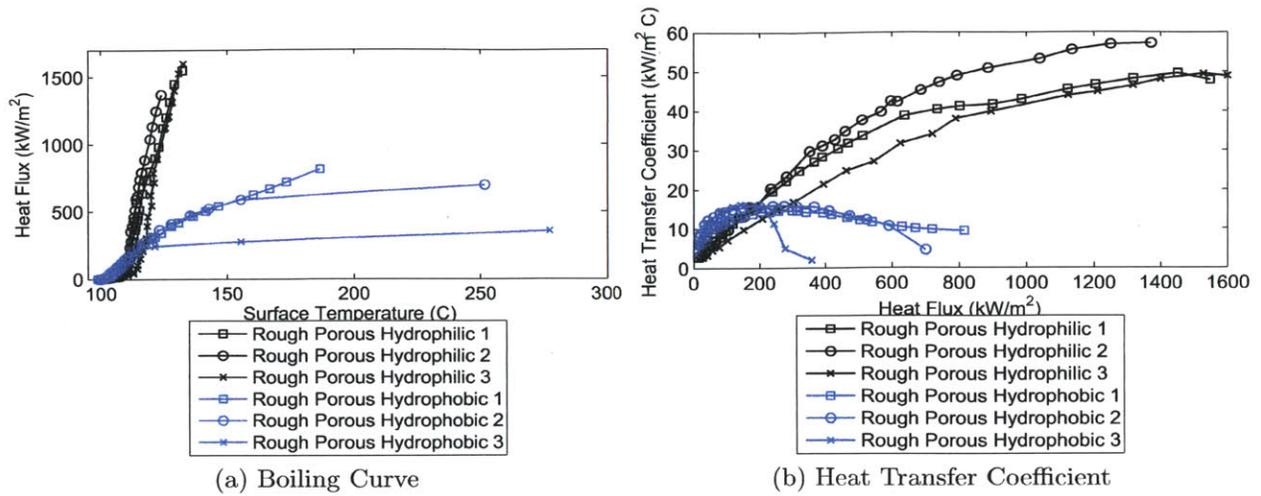 Heat Flux (kW/m²)
1500
1000
500
0
100
150
200
250
300
Surface Temperature (C)
Rough Porous Hydrophilic 1
Rough Porous Hydrophilic 2
Rough Porous Hydrophilic 3
Rough Porous Hydrophobic 1
Rough Porous Hydrophobic 2
Rough Porous Hydrophobic 3
(a) Boiling Curve
Heat Transfer Coefficient (kW/m² C)
60
50
40
30
20
10
0
0
200
400
600
800
1000
1200
1400
1600
Heat Flux (kW/m²)
Rough Porous Hydrophilic 1
Rough Porous Hydrophilic 2
Rough Porous Hydrophilic 3
Rough Porous Hydrophobic 1
Rough Porous Hydrophobic 2
Rough Porous Hydrophobic 3
(b) Heat Transfer Coefficient